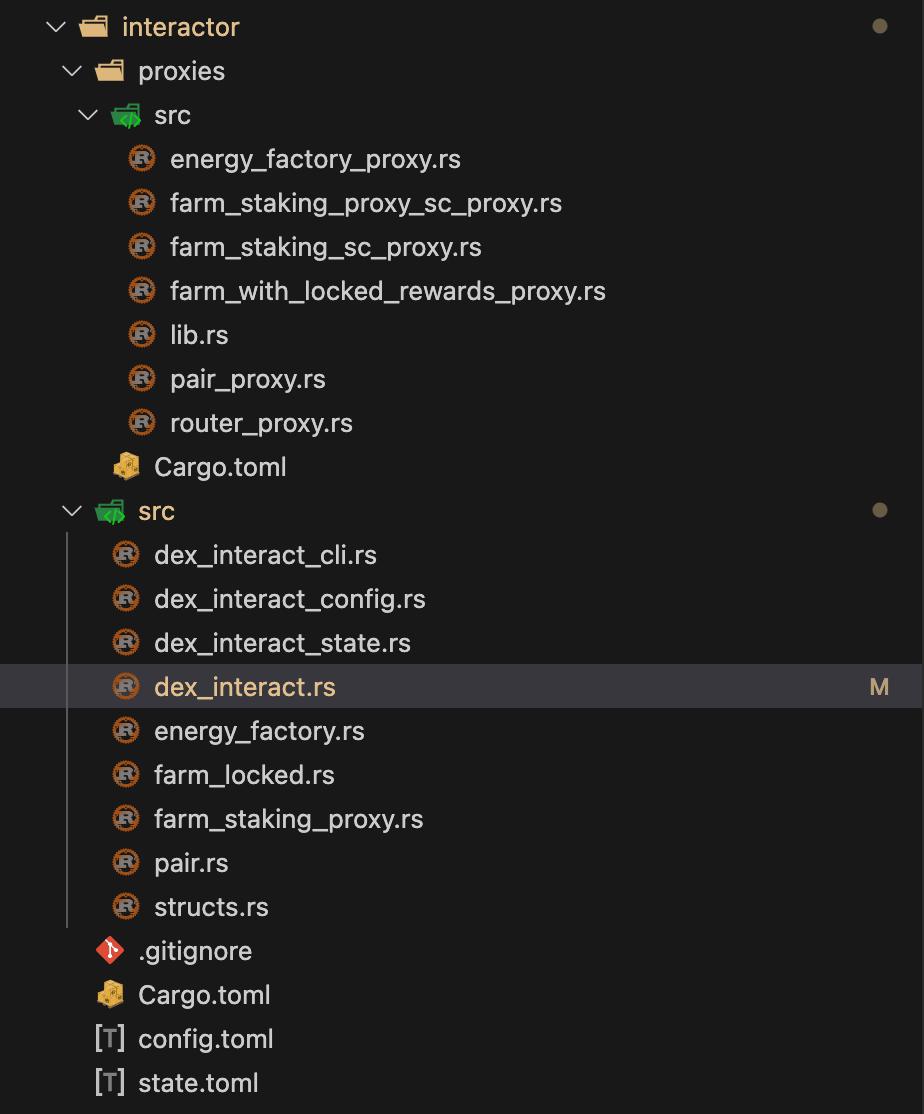 interactor
proxies
src
energy_factory_proxy.rs
farm_staking_proxy_sc_proxy.rs
farm_staking_sc_proxy.rs
farm_with_locked_rewards_proxy.rs
lib.rs
pair_proxy.rs
router_proxy.rs
Cargo.toml
src
dex_interact_cli.rs
dex_interact_config.rs
dex_interact_state.rs
dex_interact.rs M
energy_factory.rs
farm_locked.rs
farm_staking_proxy.rs
pair.rs
structs.rs
.gitignore
Cargo.toml
[T] config.toml
[T] state.toml